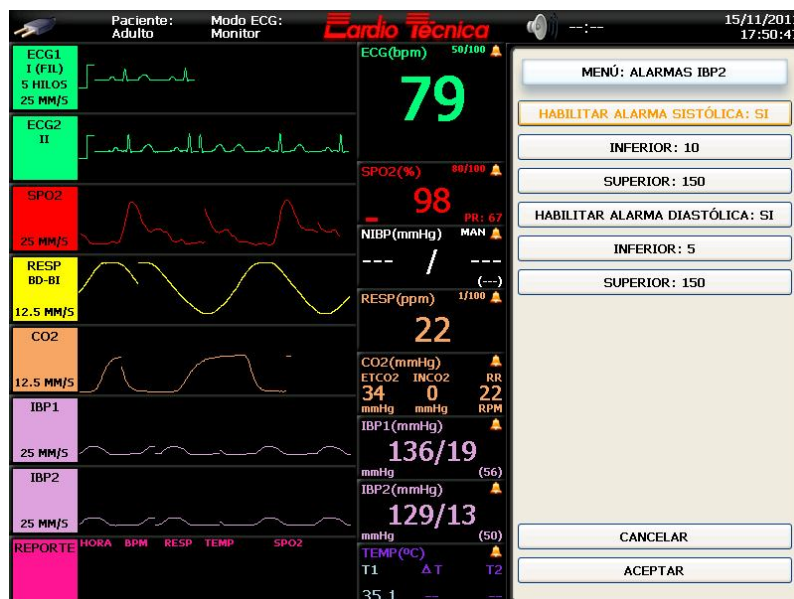 Paciente:
Adulto
Modo ECG:
Monitor
Cardio Técnica
--:--
15/11/201
17:50:4
ECG1
I (FIL)
5 HILOS
25 MM/S
ECG2
II
SPO2
25 MM/S
RESP
BD-BI
12.5 MM/S
CO2
12.5 MM/S
IBP1
25 MM/S
IBP2
25 MM/S
REPORTE
HORA BPM RESP TEMP SPO2
ECG(bpm) 50/100
79
SPO2(%) 80/100
98
PR: 67
NIBP(mmHg) MAN
--- / ---
(---)
RESP(ppm) 1/100
22
CO2(mmHg)
ETCO2 INCO2 RR
34 0 22
mmHg mmHg RPM
IBP1(mmHg)
136/19
mmHg (56)
IBP2(mmHg)
129/13
mmHg (50)
TEMP(ºC)
T1 ΔT T2
35.1 -- --
MENÚ: ALARMAS IBP2
HABILITAR ALARMA SISTÓLICA: SI
INFERIOR: 10
SUPERIOR: 150
HABILITAR ALARMA DIASTÓLICA: SI
INFERIOR: 5
SUPERIOR: 150
CANCELAR
ACEPTAR